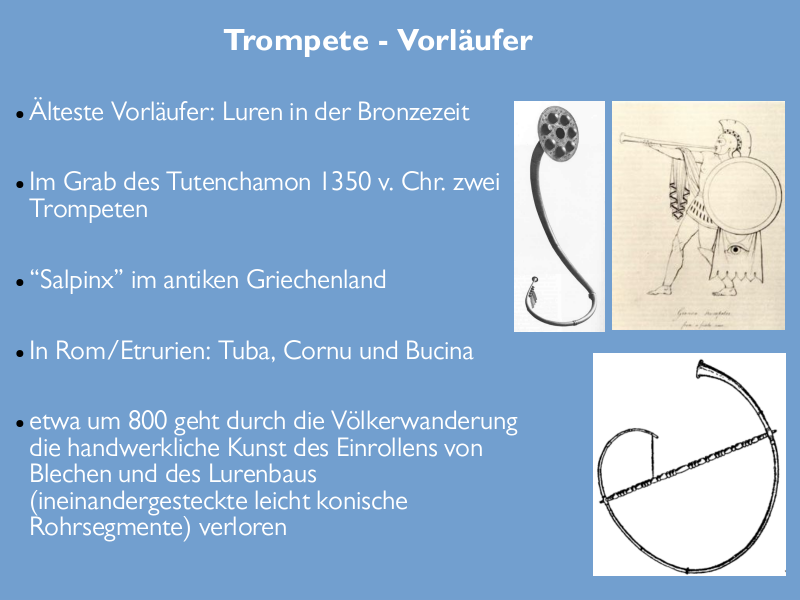 Trompete - Vorläufer
• Älteste Vorläufer: Luren in der Bronzezeit
• Im Grab des Tutenchamon 1350 v. Chr. zwei
Trompeten
• “Salpinx” im antiken Griechenland
• In Rom/Etrurien: Tuba, Cornu und Bucina
• etwa um 800 geht durch die Völkerwanderung
die handwerkliche Kunst des Einrollens von
Blechen und des Lurenbaus
(ineinandergesteckte leicht konische
Rohrsegmente) verloren